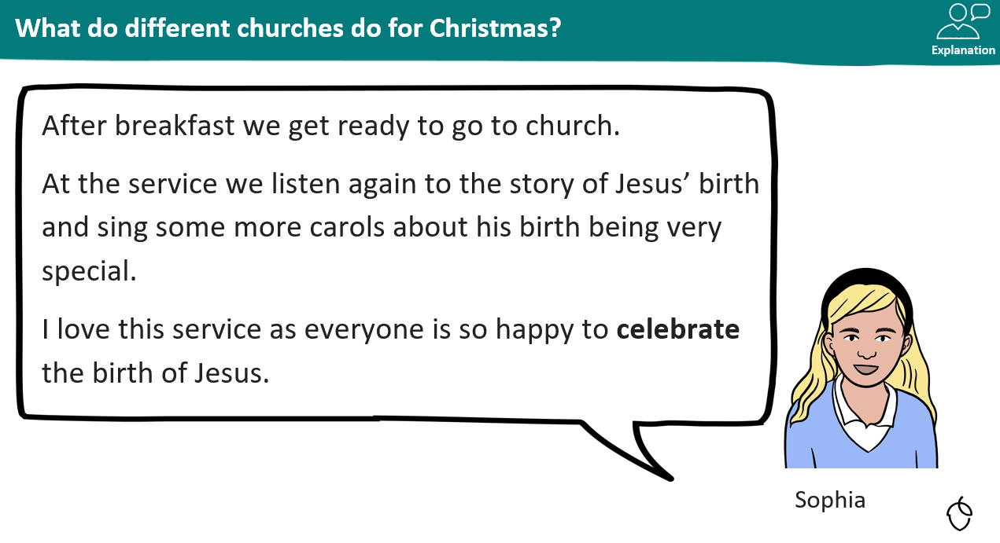 What do different churches do for Christmas?
Explanation
After breakfast we get ready to go to church.
At the service we listen again to the story of Jesus’ birth
and sing some more carols about his birth being very
special.
I love this service as everyone is so happy to celebrate
the birth of Jesus.
Sophia